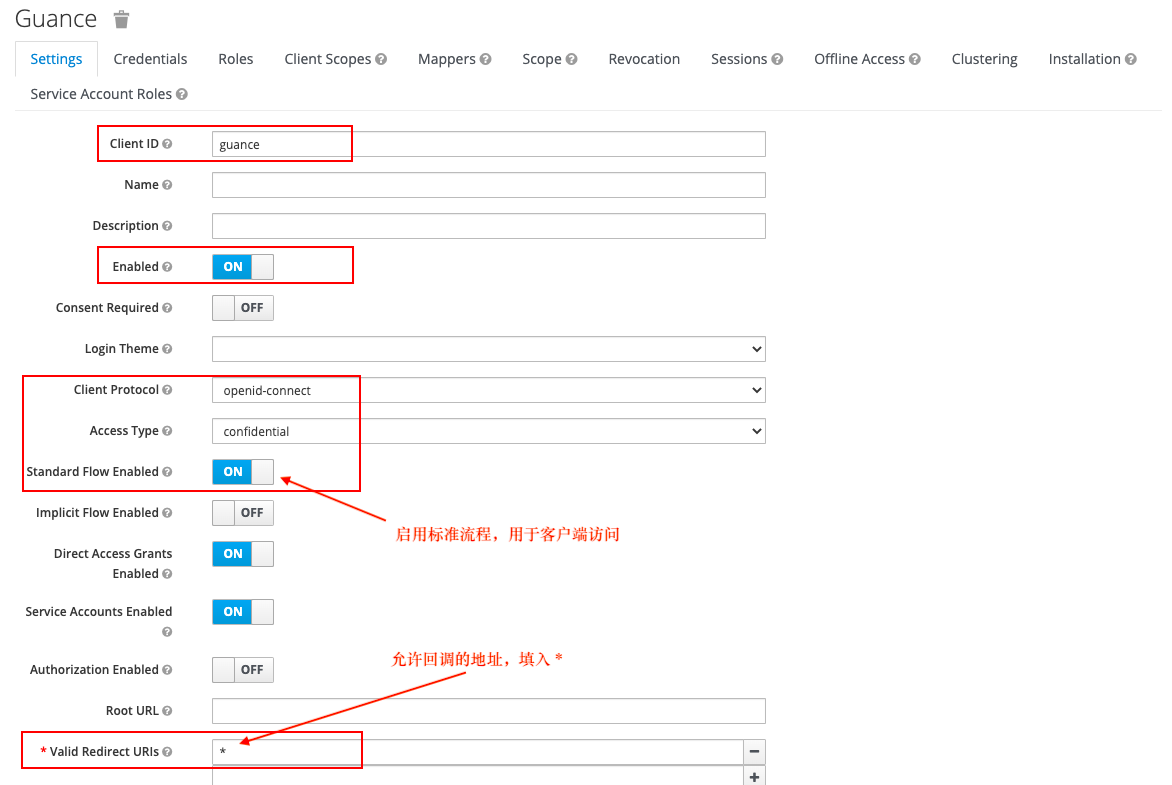 Guance
Settings Credentials Roles Client Scopes Mappers Scope Revocation Sessions Offline Access Clustering Installation
Service Account Roles
Client ID guance
Name
Description
Enabled ON
Consent Required OFF
Login Theme
Client Protocol openid-connect
Access Type confidential
Standard Flow Enabled ON
Implicit Flow Enabled OFF
启用标准流程，用于客户端访问
Direct Access Grants
Enabled ON
Service Accounts Enabled ON
允许回调的地址，填入 *
Authorization Enabled OFF
Root URL
* Valid Redirect URIs *